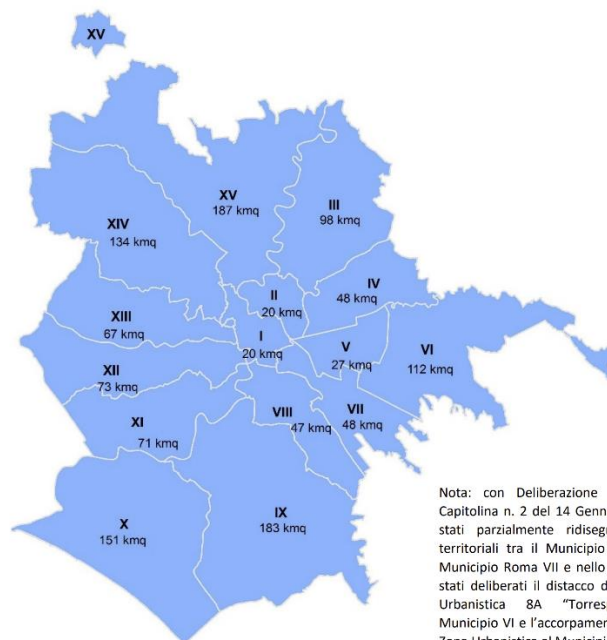 XV
XV
187 kmq
III
98 kmq
XIV
134 kmq
II
20 kmq
IV
48 kmq
XIII
67 kmq
I
20 kmq
V
27 kmq
VI
112 kmq
XII
73 kmq
XI
71 kmq
VIII
47 kmq
VII
48 kmq
X
151 kmq
IX
183 kmq
Nota: con Deliberazione
Capitolina n. 2 del 14 Genn
stati parzialmente ridiseg
territoriali tra il Municipio
Municipio Roma VII e nello
stati deliberati il distacco d
Urbanistica 8A "Torres
Municipio VI e l'accorpamen